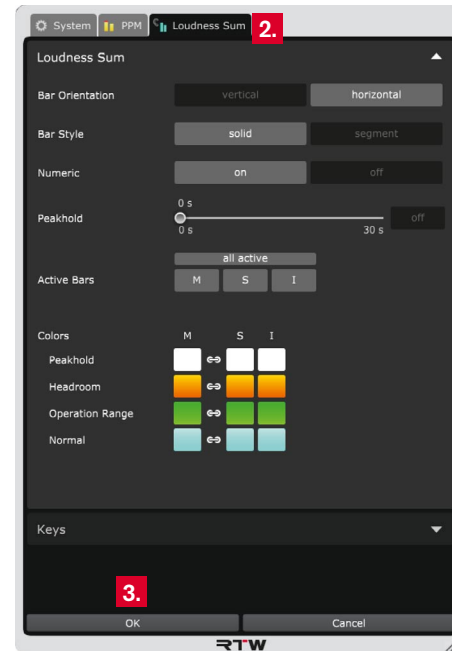 System PPM Loudness Sum 2.
Loudness Sum
Bar Orientation vertical horizontal
Bar Style solid segment
Numeric on off
0 s
Peakhold off
0 s 30 s
all active
Active Bars M S I
Colors M S I
Peakhold
Headroom
Operation Range
Normal
Keys
3.
OK Cancel
RTW